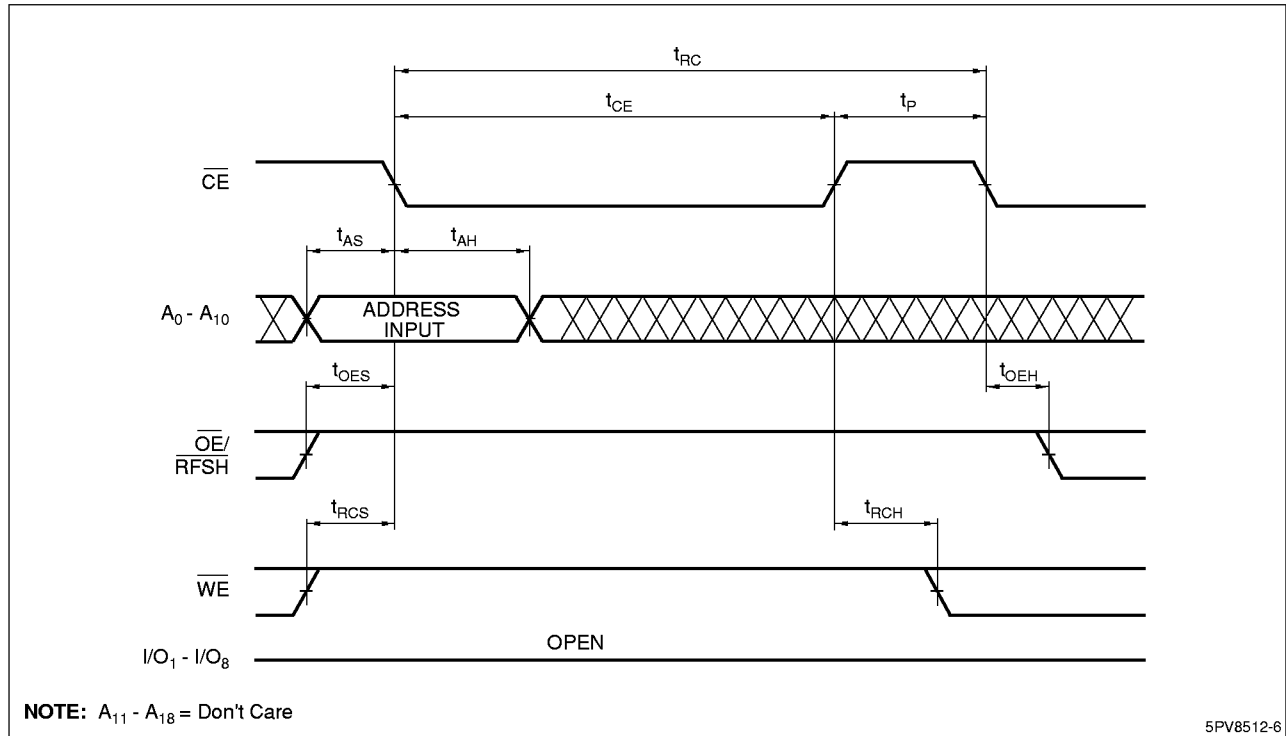 tRC
tCE
tP
CE
tAS
tAH
A0 - A10
ADDRESS
INPUT
tOES
tOEH
OE/
RFSH
tRCS
tRCH
WE
OPEN
I/O1 - I/O8
NOTE: A11 - A18 = Don't Care
5PV8512-6